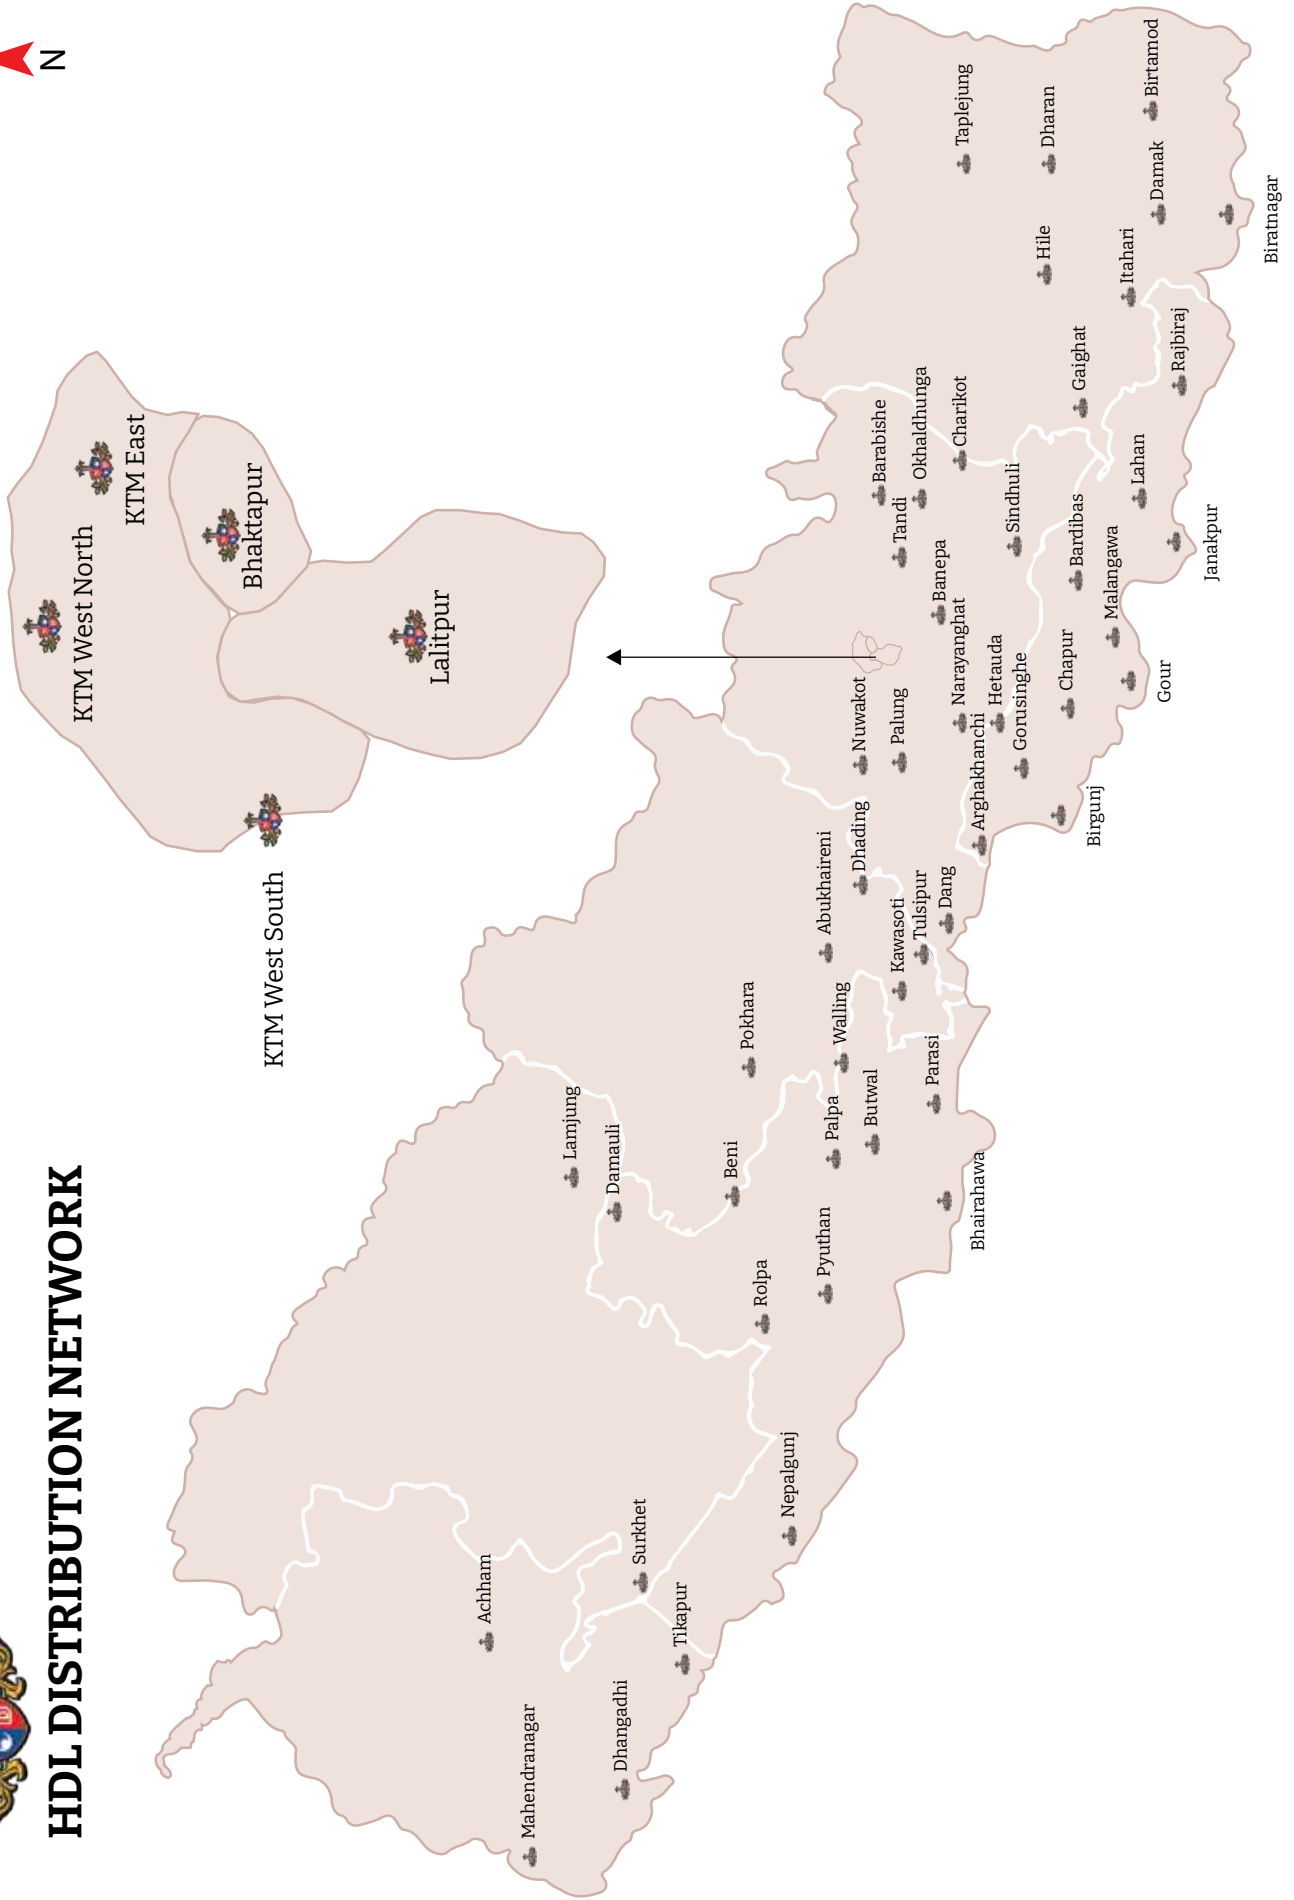 HDL DISTRIBUTION NETWORK
N
KTM West North
KTM East
Bhaktapur
KTM West South
Lalitpur
Mahendranagar
Achham
Dhangadhi
Surkhet
Tikapur
Nepalgunj
Lamjung
Damauli
Beni
Rolpa
Pyuthan
Pokhara
Palpa
Walling
Butwal
Parasi
Bhairahawa
Abukhaireni
Dhading
Kawasoti
Tulsipur
Dang
Nuwakot
Palung
Narayanghat
Arghakhanchi
Hetauda
Gorusinghe
Birgunj
Chapur
Gour
Malangawa
Barabishe
Tandi
Okhaldhunga
Banepa
Charikot
Sindhuli
Bardibas
Janakpur
Lahan
Gaighat
Rajbiraj
Taplejung
Dharan
Hile
Itahari
Damak
Birtamod
Biratnagar